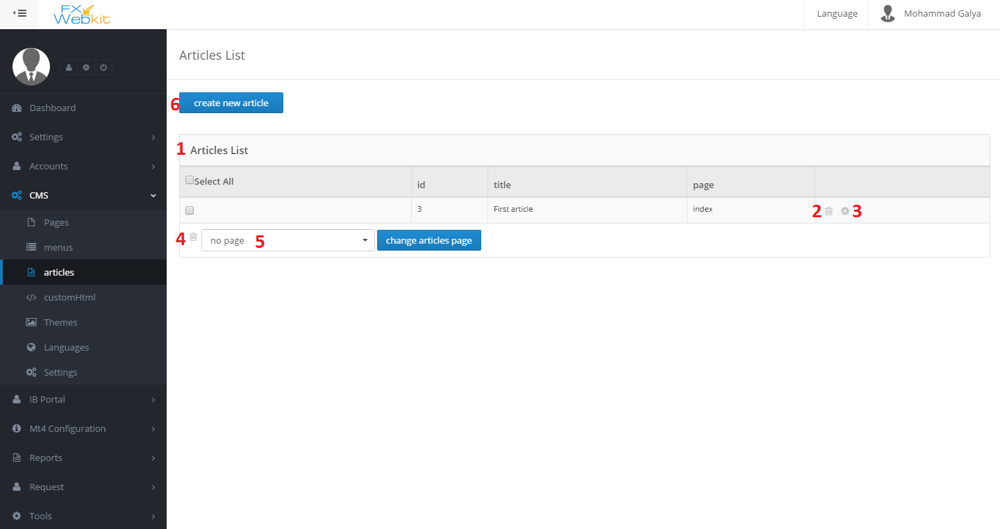 FX
Webkit
Language
Mohammad Galya
Dashboard
Settings
Accounts
CMS
Pages
menus
articles
customHtml
Themes
Languages
Settings
IB Portal
Mt4 Configuration
Reports
Request
Tools
Articles List
6 create new article
1 Articles List
Select All id title page
3 First article index 2 3
4 no page 5 change articles page